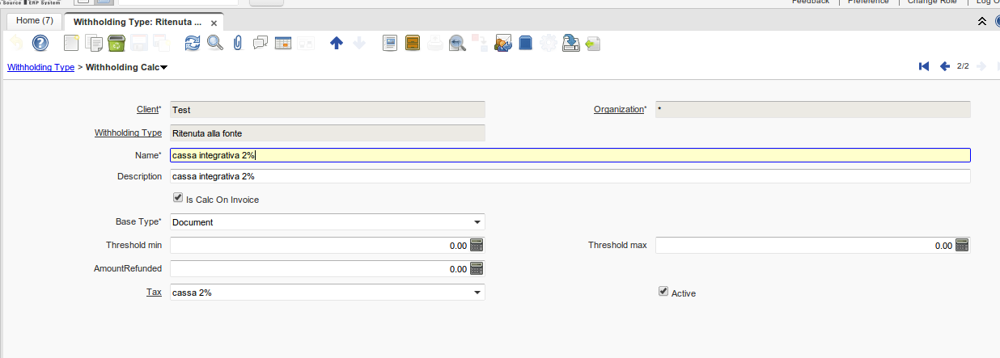 Source ERP System
Feedback | Preference | Change Role | Log O
Home (7)
Withholding Type: Ritenuta ...
Withholding Type > Withholding Calc
2/2
Client* Test
Organization* *
Withholding Type Ritenuta alla fonte
Name* cassa integrativa 2%
Description cassa integrativa 2%
Is Calc On Invoice
Base Type* Document
Threshold min 0.00
Threshold max 0.00
AmountRefunded 0.00
Tax cassa 2%
Active